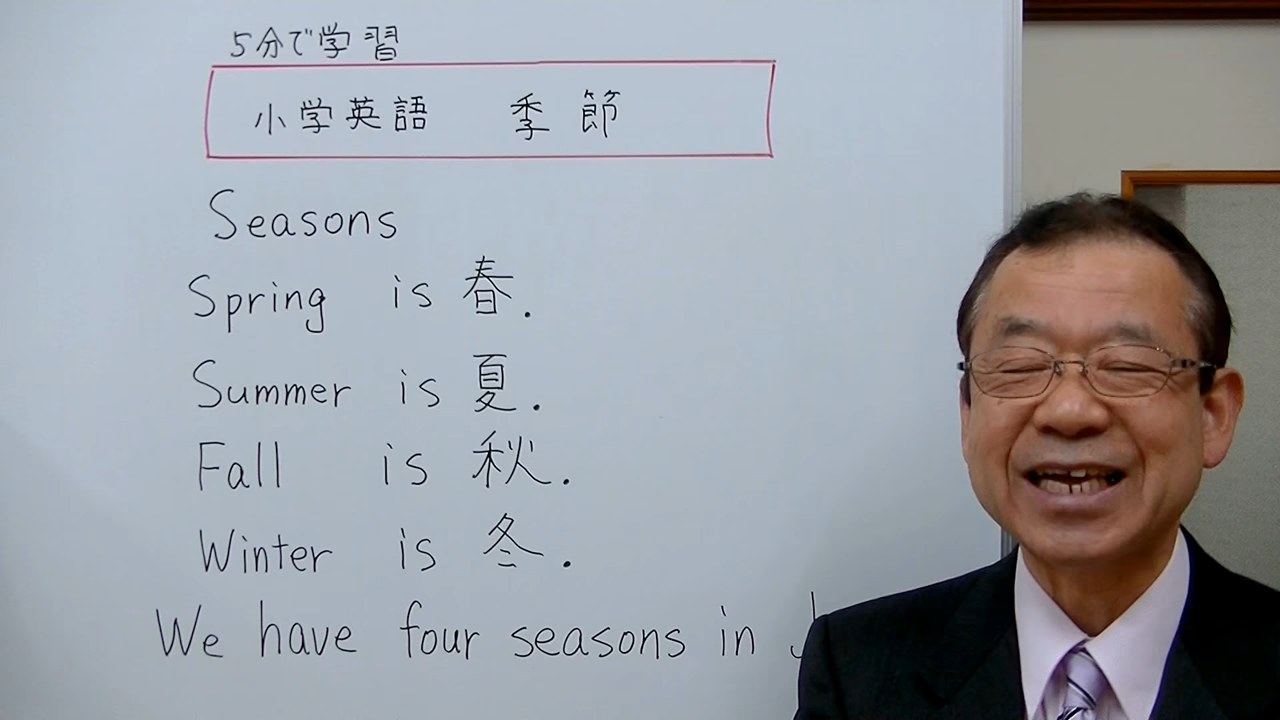 5分で学習
小学英語 季節
Seasons
Spring is 春.
Summer is 夏.
Fall is 秋.
Winter is 冬.
We have four seasons in